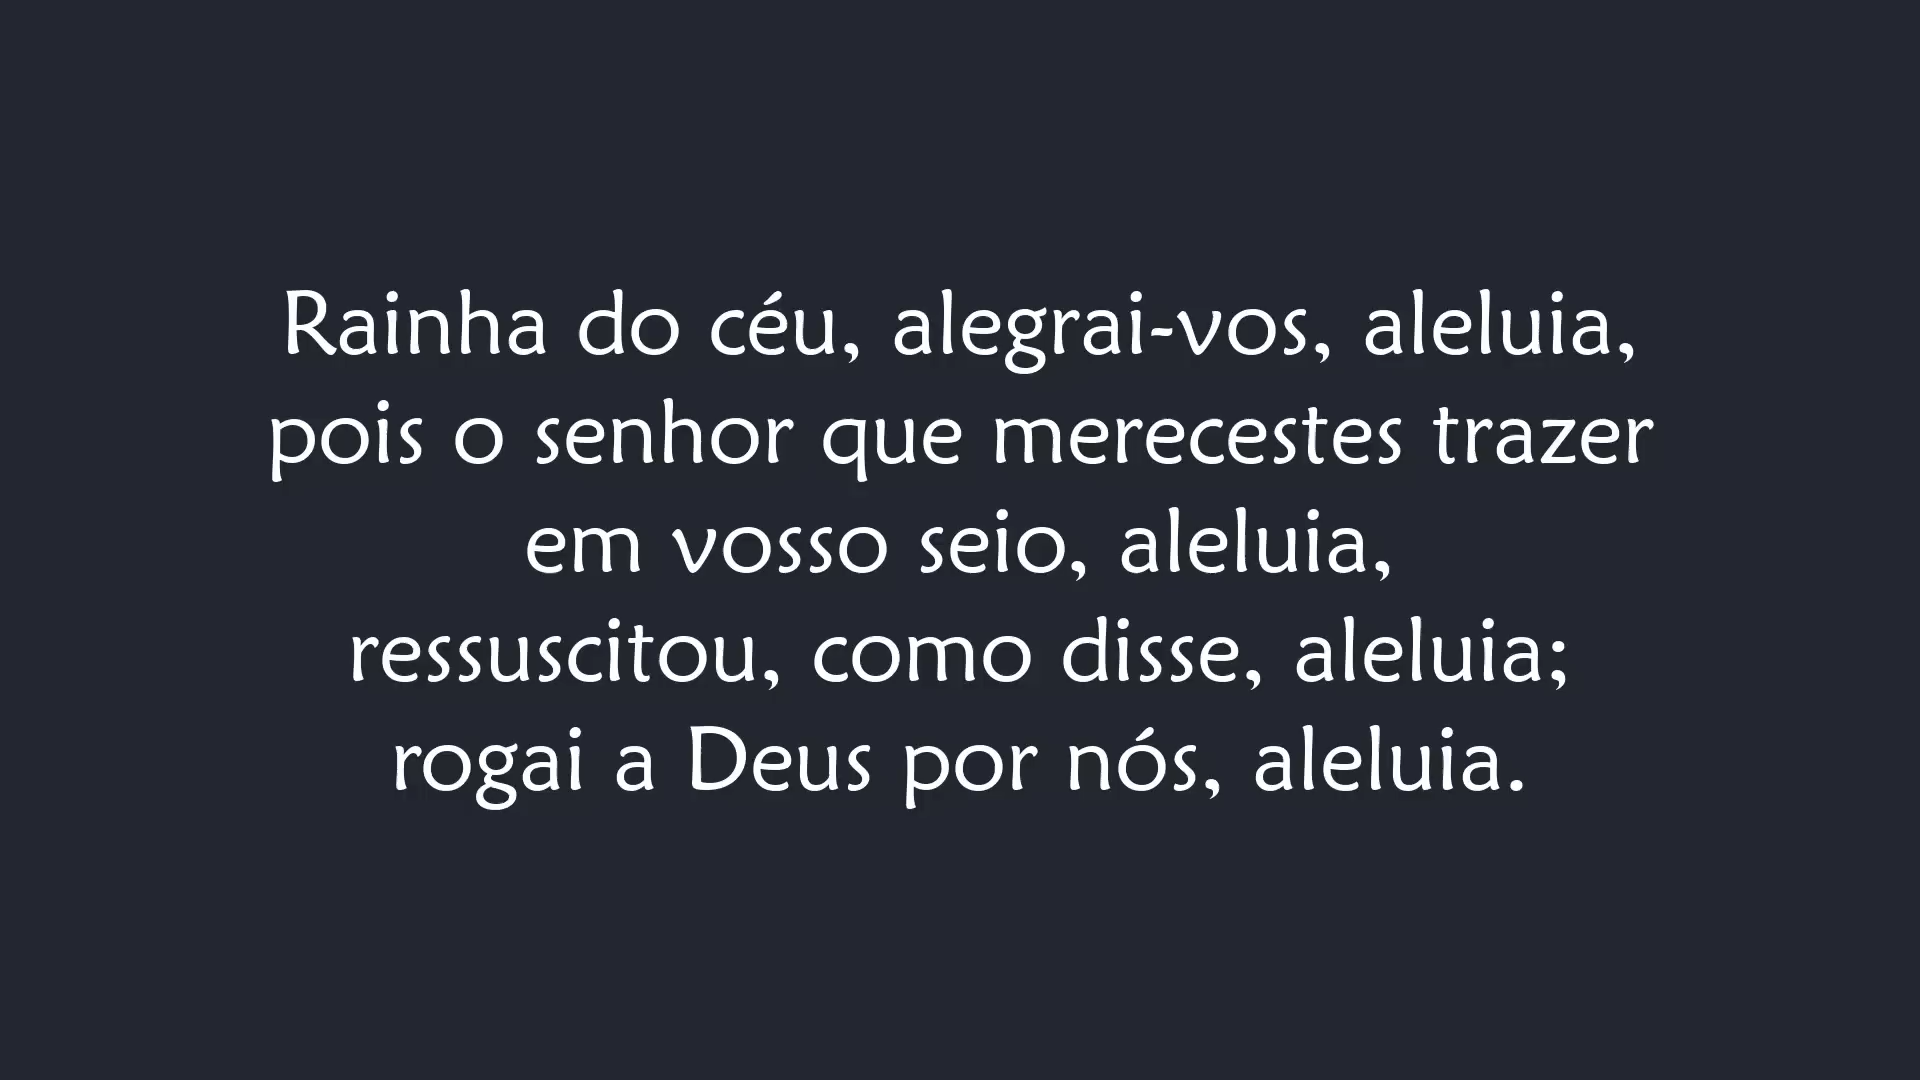 Rainha do céu, alegrai-vos, aleluia,
pois o senhor que merecestes trazer
em vosso seio, aleluia,
ressuscitou, como disse, aleluia;
rogai a Deus por nós, aleluia.